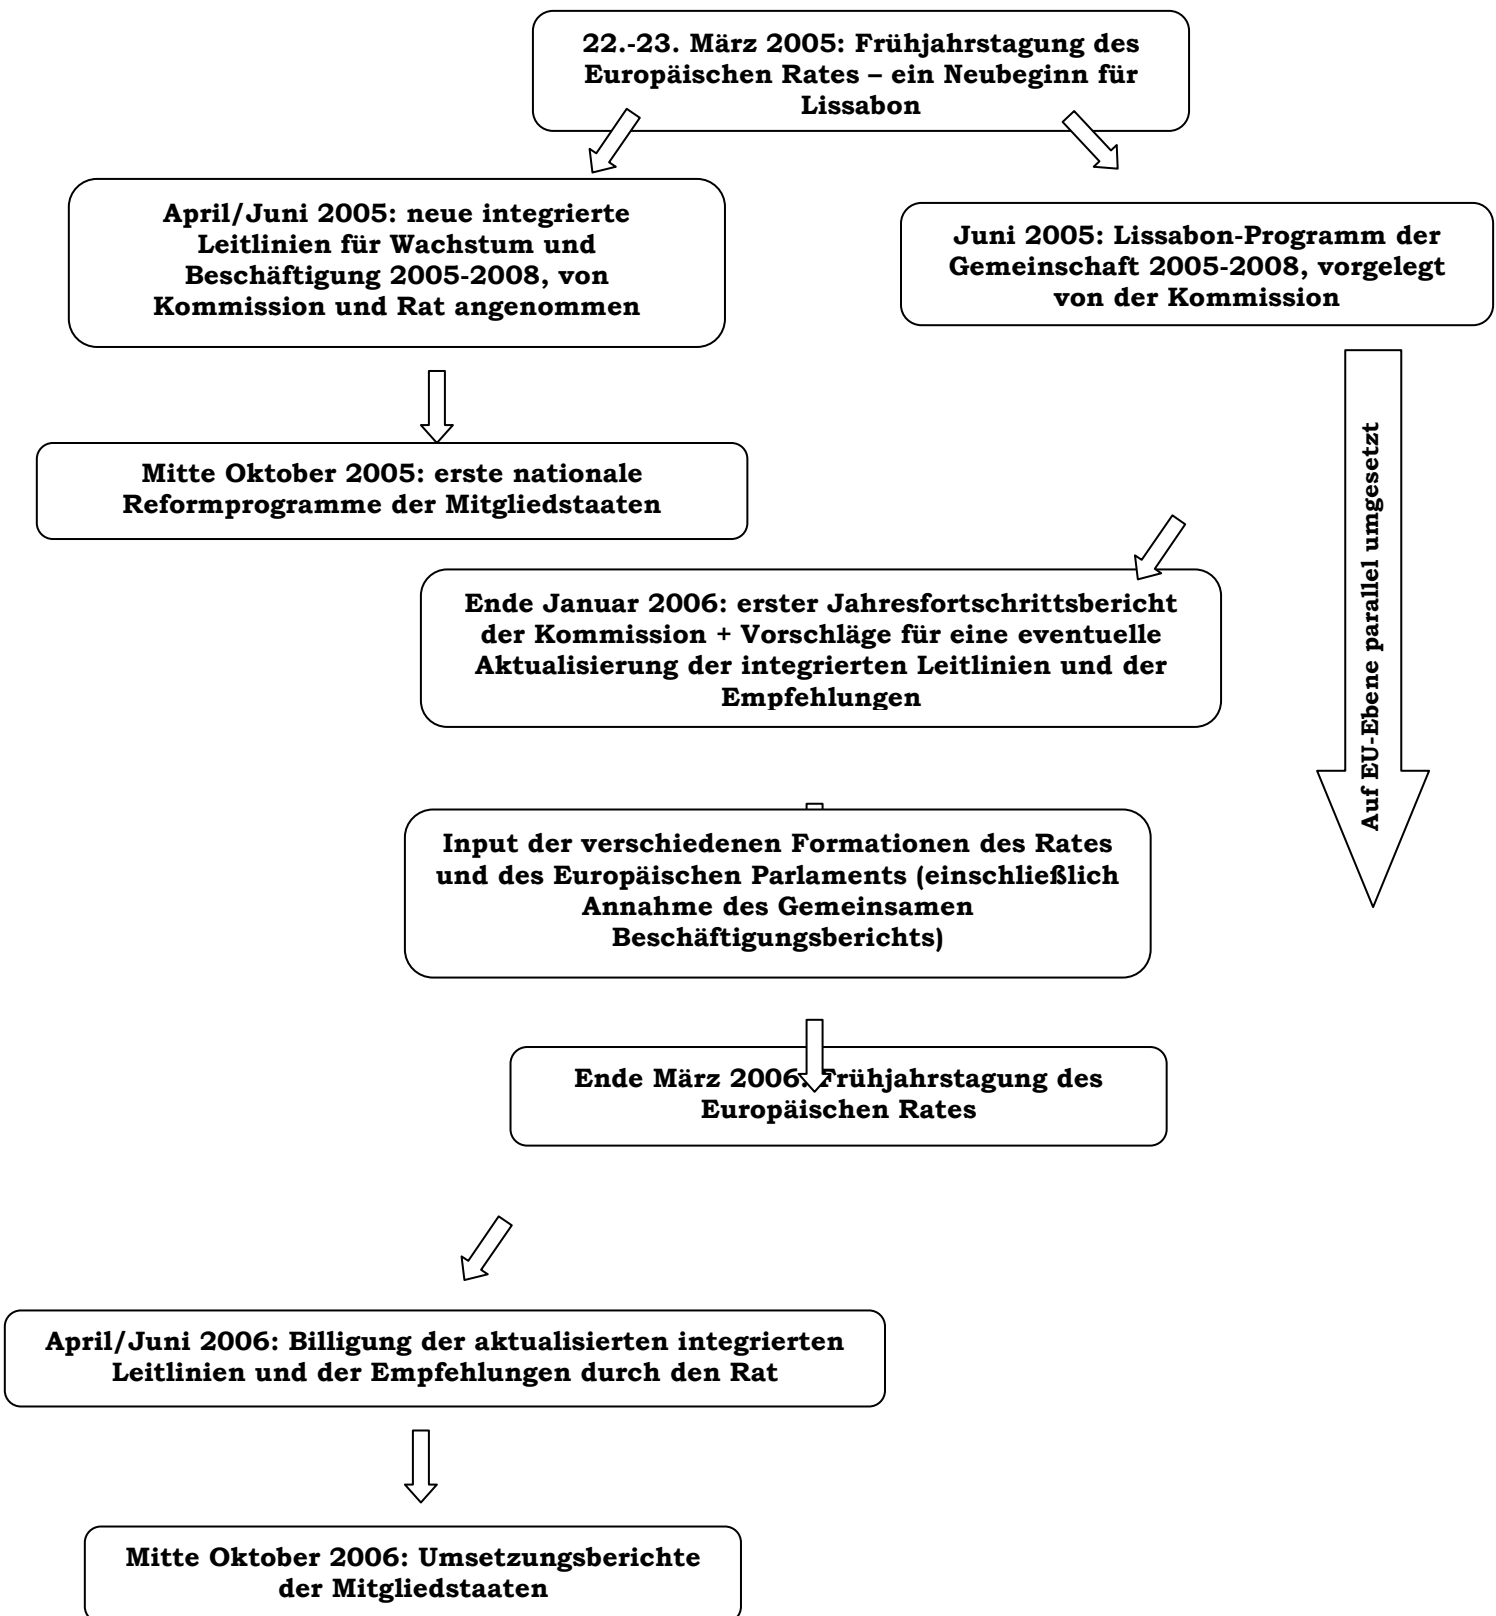 22.-23. März 2005: Frühjahrstagung des
Europäischen Rates – ein Neubeginn für
Lissabon
April/Juni 2005: neue integrierte
Leitlinien für Wachstum und
Beschäftigung 2005-2008, von
Kommission und Rat angenommen
Juni 2005: Lissabon-Programm der
Gemeinschaft 2005-2008, vorgelegt
von der Kommission
Mitte Oktober 2005: erste nationale
Reformprogramme der Mitgliedstaaten
Auf EU-Ebene parallel umgesetzt
Ende Januar 2006: erster Jahresfortschrittsbericht
der Kommission + Vorschläge für eine eventuelle
Aktualisierung der integrierten Leitlinien und der
Empfehlungen
Input der verschiedenen Formationen des Rates
und des Europäischen Parlaments (einschließlich
Annahme des Gemeinsamen
Beschäftigungsberichts)
Ende März 2006: Frühjahrstagung des
Europäischen Rates
April/Juni 2006: Billigung der aktualisierten integrierten
Leitlinien und der Empfehlungen durch den Rat
Mitte Oktober 2006: Umsetzungsberichte
der Mitgliedstaaten